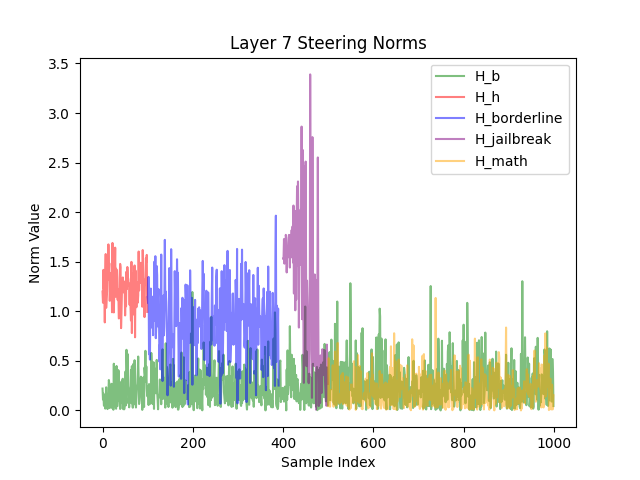 Layer 7 Steering Norms
Norm Value
3.5
3.0
2.5
2.0
1.5
1.0
0.5
0.0
H_b
H_h
H_borderline
H_jailbreak
H_math
0 200 400 600 800 1000
Sample Index